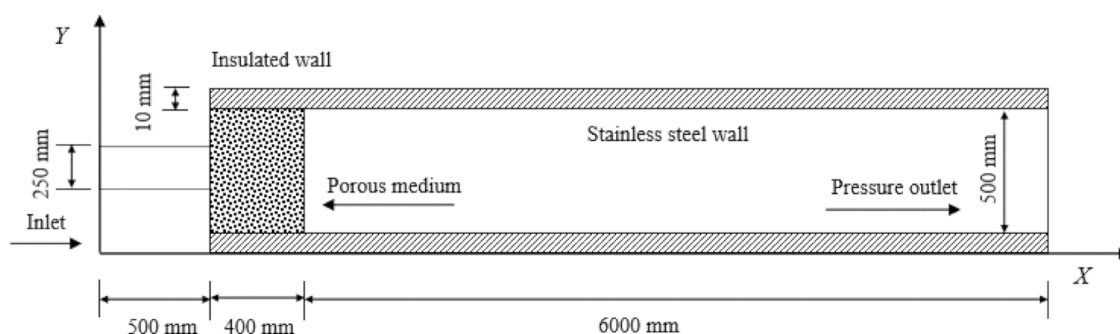 Y
Insulated wall
10 mm
Stainless steel wall
250 mm
500 mm
Porous medium
Pressure outlet
Inlet
X
500 mm
400 mm
6000 mm